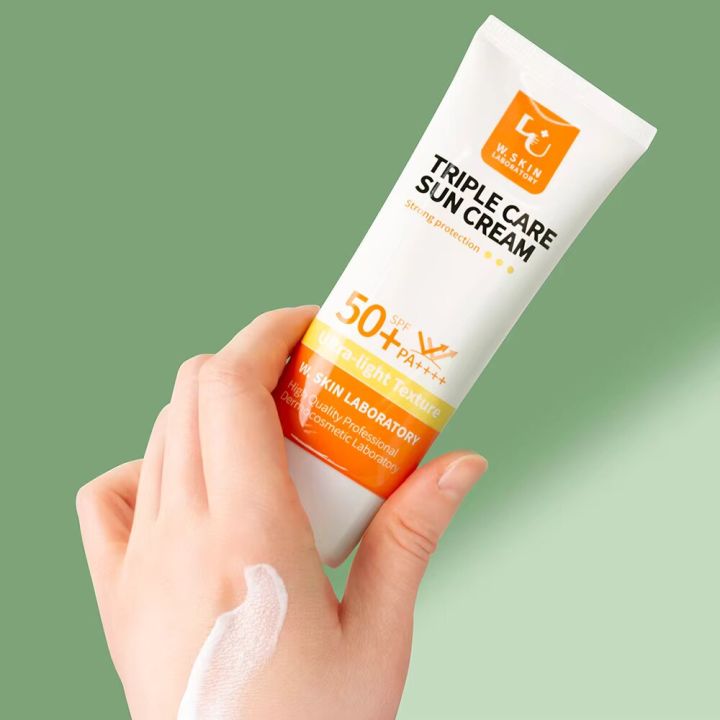 W. SKIN
LABORATORY
TRIPLE CARE
SUN CREAM
Strong protection
50+
SPF
PA++++
Ultra-light Texture
W. SKIN LABORATORY
High Quality Professional
Dermocosmetic Laboratory